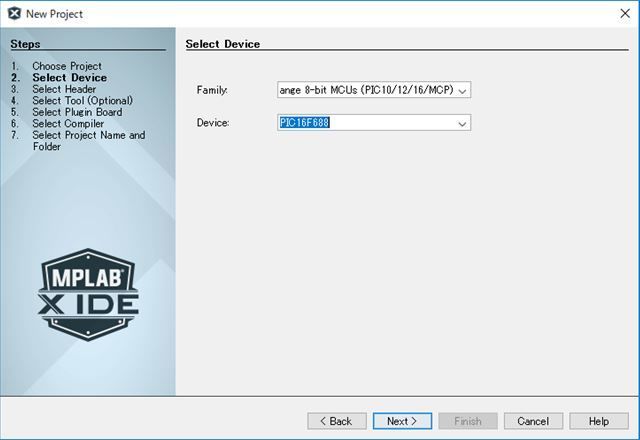 New Project
Steps
1. Choose Project
2. Select Device
3. Select Header
4. Select Tool (Optional)
5. Select Plugin Board
6. Select Compiler
7. Select Project Name and
Folder
MPLAB®
X IDE
Select Device
Family: ange 8-bit MCUs (PIC10/12/16/MCP)
Device: PIC16F688
< Back Next > Finish Cancel Help